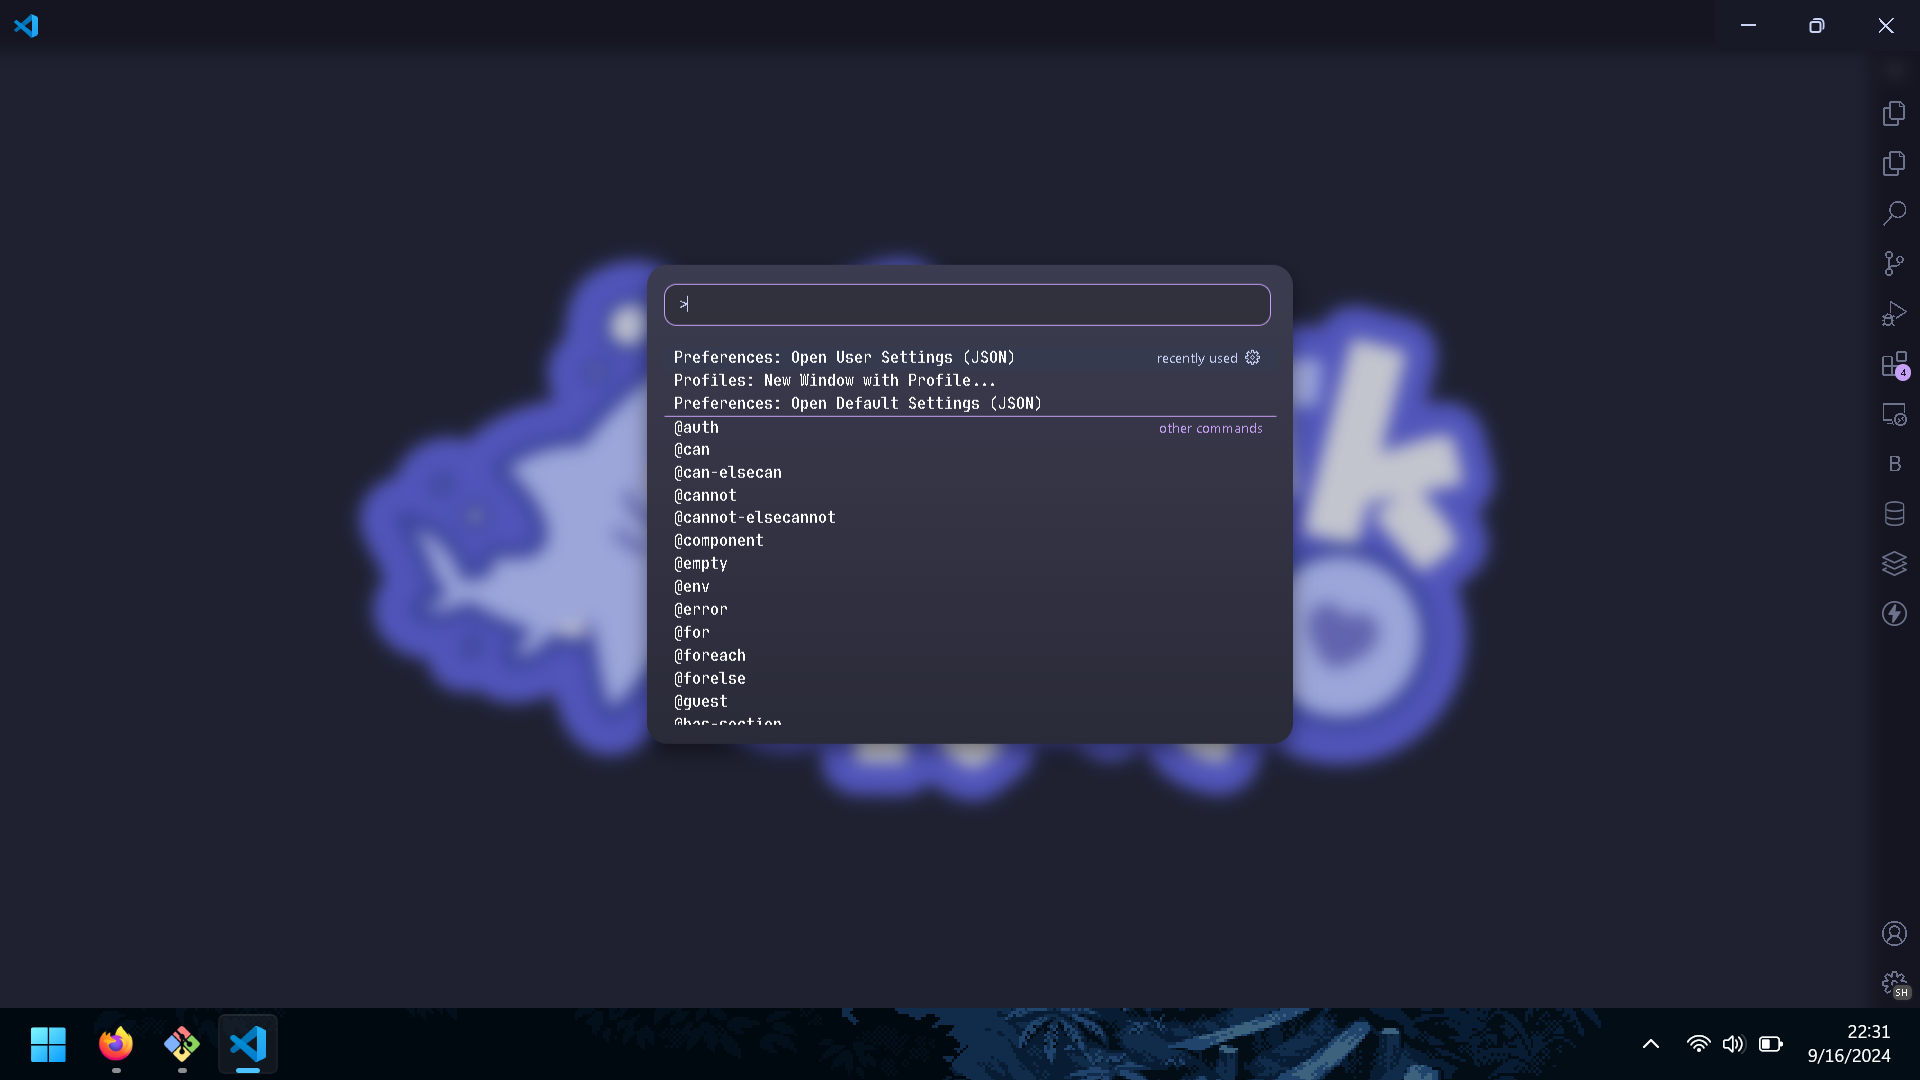 >
Preferences: Open User Settings (JSON) recently used
Profiles: New Window with Profile...
Preferences: Open Default Settings (JSON)
@auth other commands
@can
@can-elsecan
@cannot
@cannot-elsecannot
@component
@empty
@env
@error
@for
@foreach
@forelse
@guest
@has-section
4
B
SH
22:31
9/16/2024